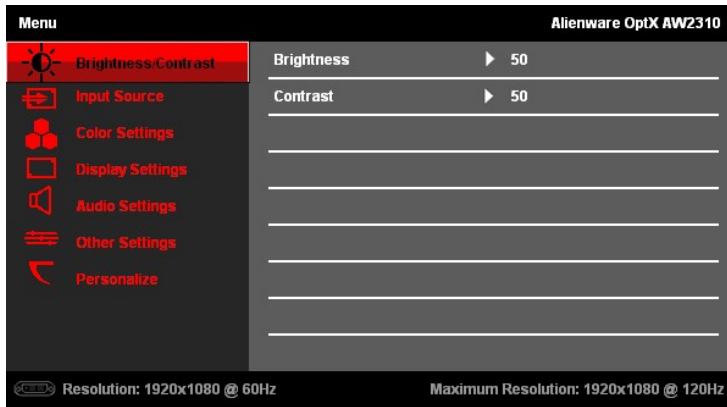 Menu Alienware OptX AW2310
Brightness/Contrast Brightness 50
Input Source Contrast 50
Color Settings
Display Settings
Audio Settings
Other Settings
Personalize
Resolution: 1920x1080 @ 60Hz Maximum Resolution: 1920x1080 @ 120Hz